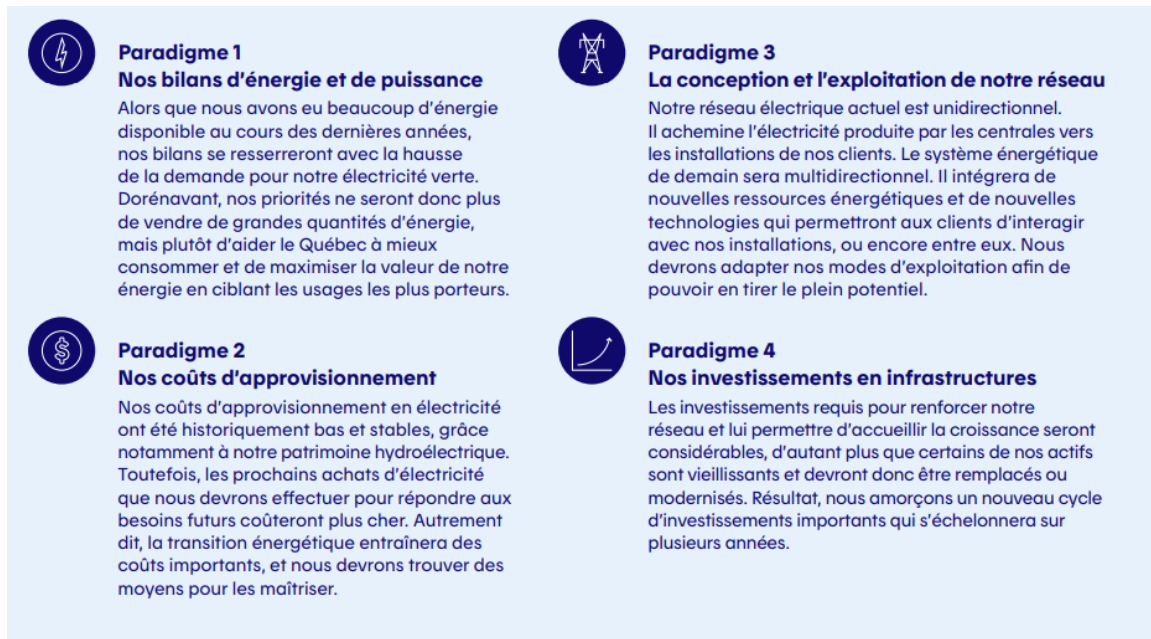 Paradigme 1
Nos bilans d’énergie et de puissance
Alors que nous avons eu beaucoup d’énergie
disponible au cours des dernières années,
nos bilans se resserreront avec la hausse
de la demande pour notre électricité verte.
Dorénavant, nos priorités ne seront donc plus
de vendre de grandes quantités d’énergie,
mais plutôt d’aider le Québec à mieux
consommer et de maximiser la valeur de notre
énergie en ciblant les usages les plus porteurs.
Paradigme 2
Nos coûts d’approvisionnement
Nos coûts d’approvisionnement en électricité
ont été historiquement bas et stables, grâce
notamment à notre patrimoine hydroélectrique.
Toutefois, les prochains achats d’électricité
que nous devrons effectuer pour répondre aux
besoins futurs coûteront plus cher. Autrement
dit, la transition énergétique entraînera des
coûts importants, et nous devrons trouver des
moyens pour les maîtriser.
Paradigme 3
La conception et l’exploitation de notre réseau
Notre réseau électrique actuel est unidirectionnel.
Il achemine l’électricité produite par les centrales vers
les installations de nos clients. Le système énergétique
de demain sera multidirectionnel. Il intégrera de
nouvelles ressources énergétiques et de nouvelles
technologies qui permettront aux clients d’interagir
avec nos installations, ou encore entre eux. Nous
devrons adapter nos modes d’exploitation afin de
pouvoir en tirer le plein potentiel.
Paradigme 4
Nos investissements en infrastructures
Les investissements requis pour renforcer notre
réseau et lui permettre d’accueillir la croissance seront
considérables, d’autant plus que certains de nos actifs
sont vieillissants et devront donc être remplacés ou
modernisés. Résultat, nous amorçons un nouveau cycle
d’investissements importants qui s’échelonnera sur
plusieurs années.